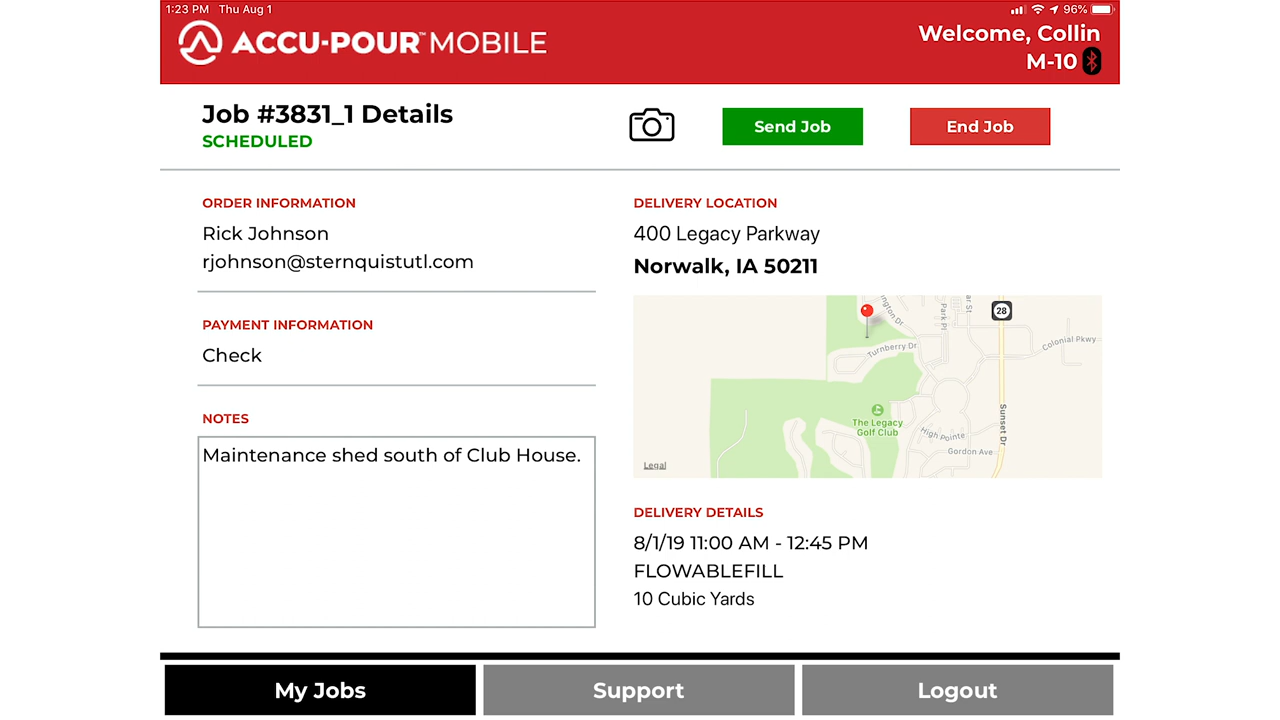 1:23 PM Thu Aug 1
96%
ACCU-POUR™ MOBILE
Welcome, Collin
M-10
Job #3831_1 Details
SCHEDULED
Send Job
End Job
ORDER INFORMATION
Rick Johnson
rjohnson@sternquistutl.com
PAYMENT INFORMATION
Check
NOTES
Maintenance shed south of Club House.
DELIVERY LOCATION
400 Legacy Parkway
Norwalk, IA 50211
28
Park Pl
Turnberry Dr
Colonial Pkwy
The Legacy
Golf Club
Sunset Dr
High Pointe
Gordon Ave
Legal
DELIVERY DETAILS
8/1/19 11:00 AM - 12:45 PM
FLOWABLEFILL
10 Cubic Yards
My Jobs
Support
Logout